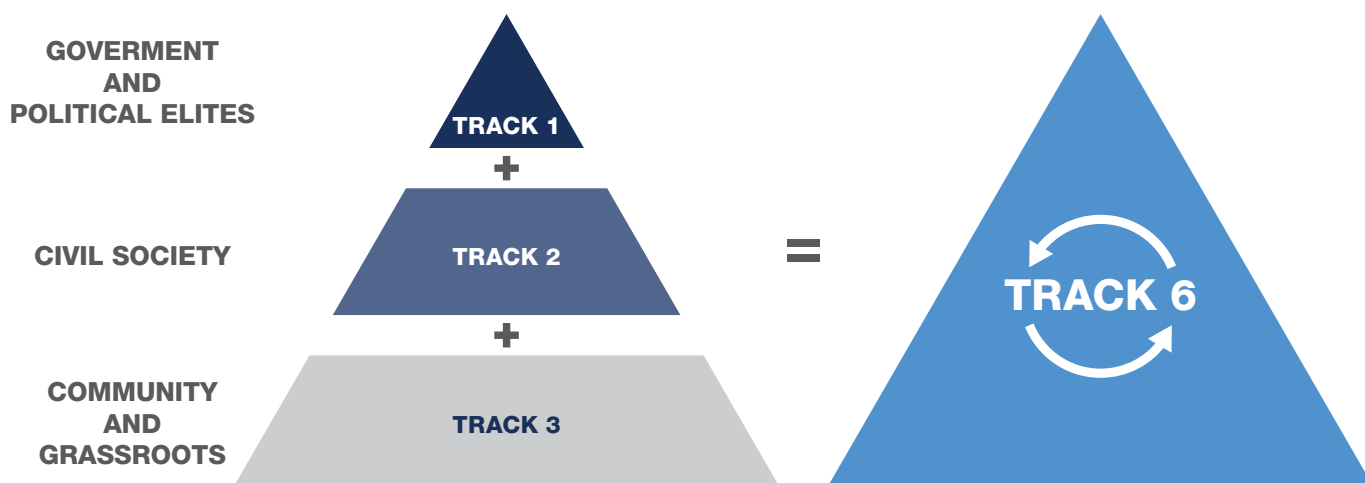 GOVERMENT
AND
POLITICAL ELITES
TRACK 1
+
CIVIL SOCIETY
TRACK 2
=
TRACK 6
+
COMMUNITY
AND
GRASSROOTS
TRACK 3